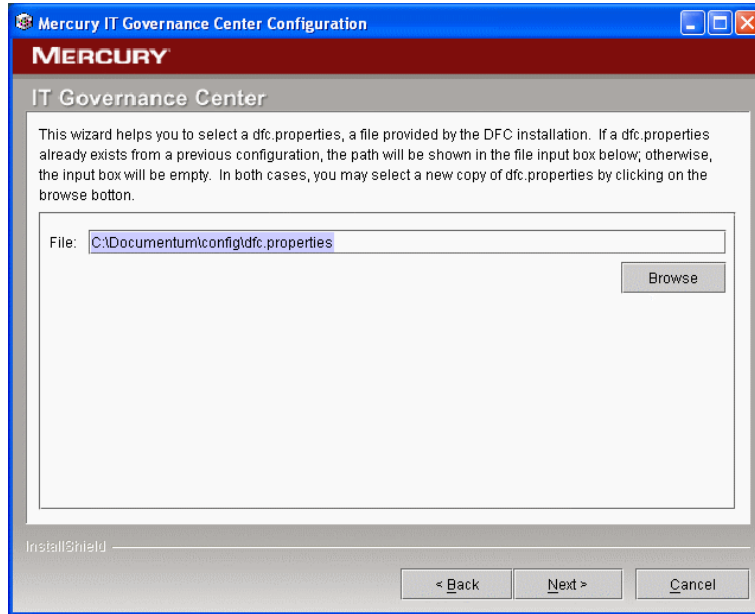 Mercury IT Governance Center Configuration
MERCURY
IT Governance Center
This wizard helps you to select a dfc.properties, a file provided by the DFC installation. If a dfc.properties
already exists from a previous configuration, the path will be shown in the file input box below; otherwise,
the input box will be empty. In both cases, you may select a new copy of dfc.properties by clicking on the
browse botton.
File: C:\Documentum\config\dfc.properties
Browse
InstallShield
< Back Next > Cancel